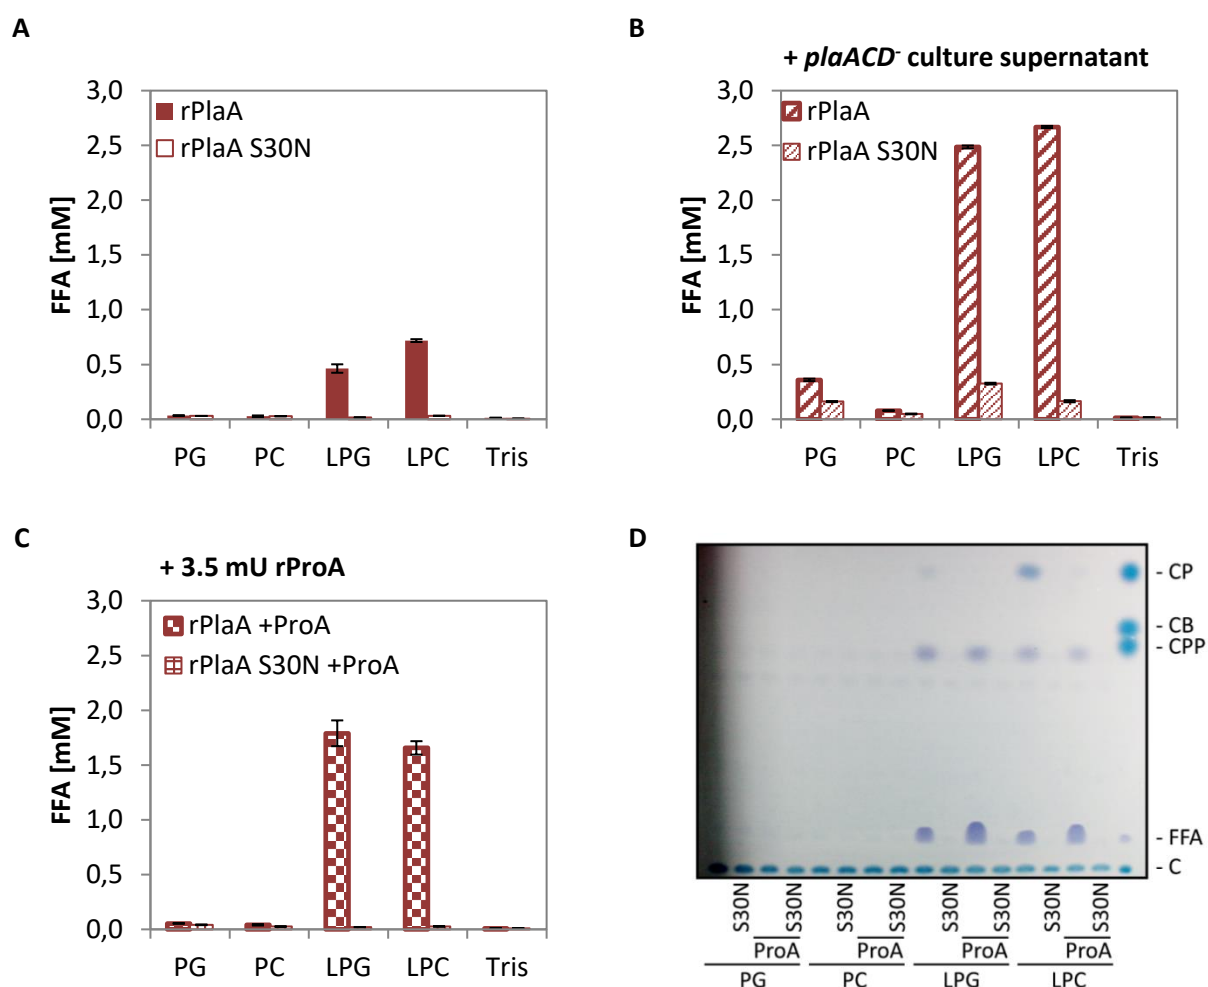 A
3,0
2,5
2,0
1,5
1,0
0,5
0,0
FFA [mM]
rPlaA
rPlaA S30N
PG PC LPG LPC Tris
B
+ plaACD- culture supernatant
3,0
2,5
2,0
1,5
1,0
0,5
0,0
FFA [mM]
rPlaA
rPlaA S30N
PG PC LPG LPC Tris
C
+ 3.5 mU rProA
3,0
2,5
2,0
1,5
1,0
0,5
0,0
FFA [mM]
rPlaA +ProA
rPlaA S30N +ProA
PG PC LPG LPC Tris
D
- CP
- CB
- CPP
- FFA
- C
S30N S30N S30N S30N S30N S30N S30N S30N
ProA ProA ProA ProA
PG PC LPG LPC